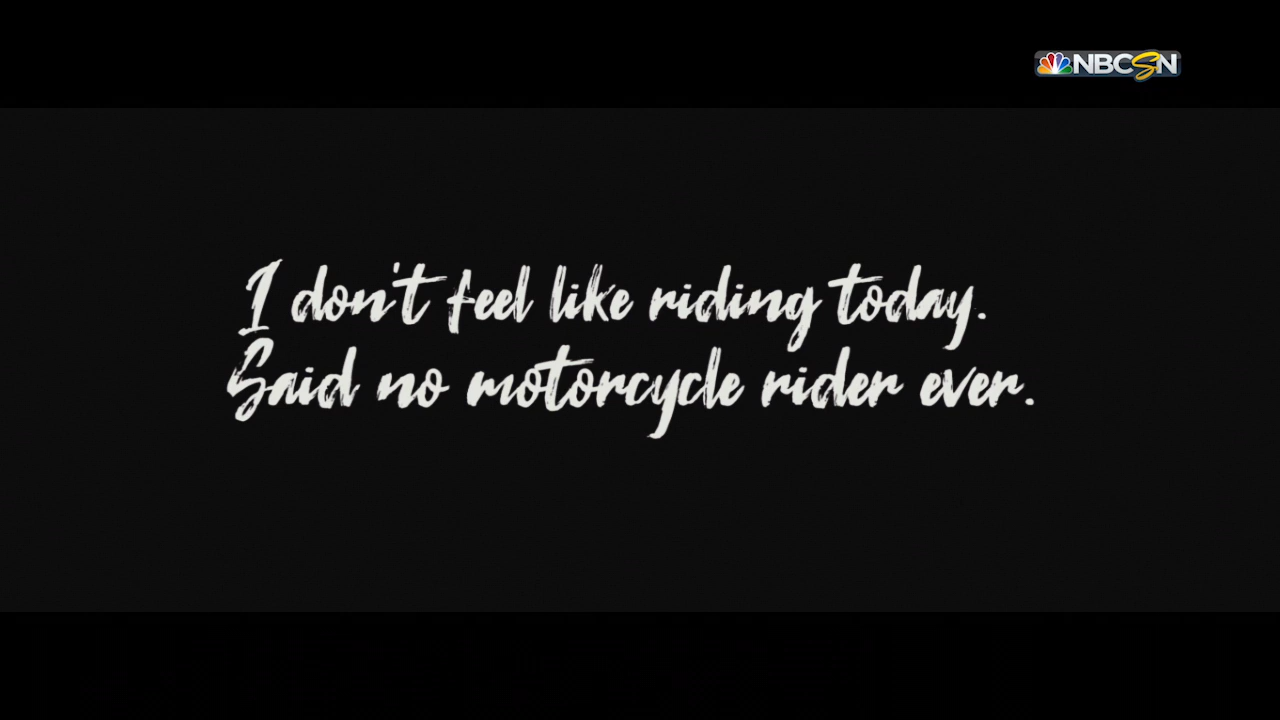 NBCSN
I don't feel like riding today.
Said no motorcycle rider ever.